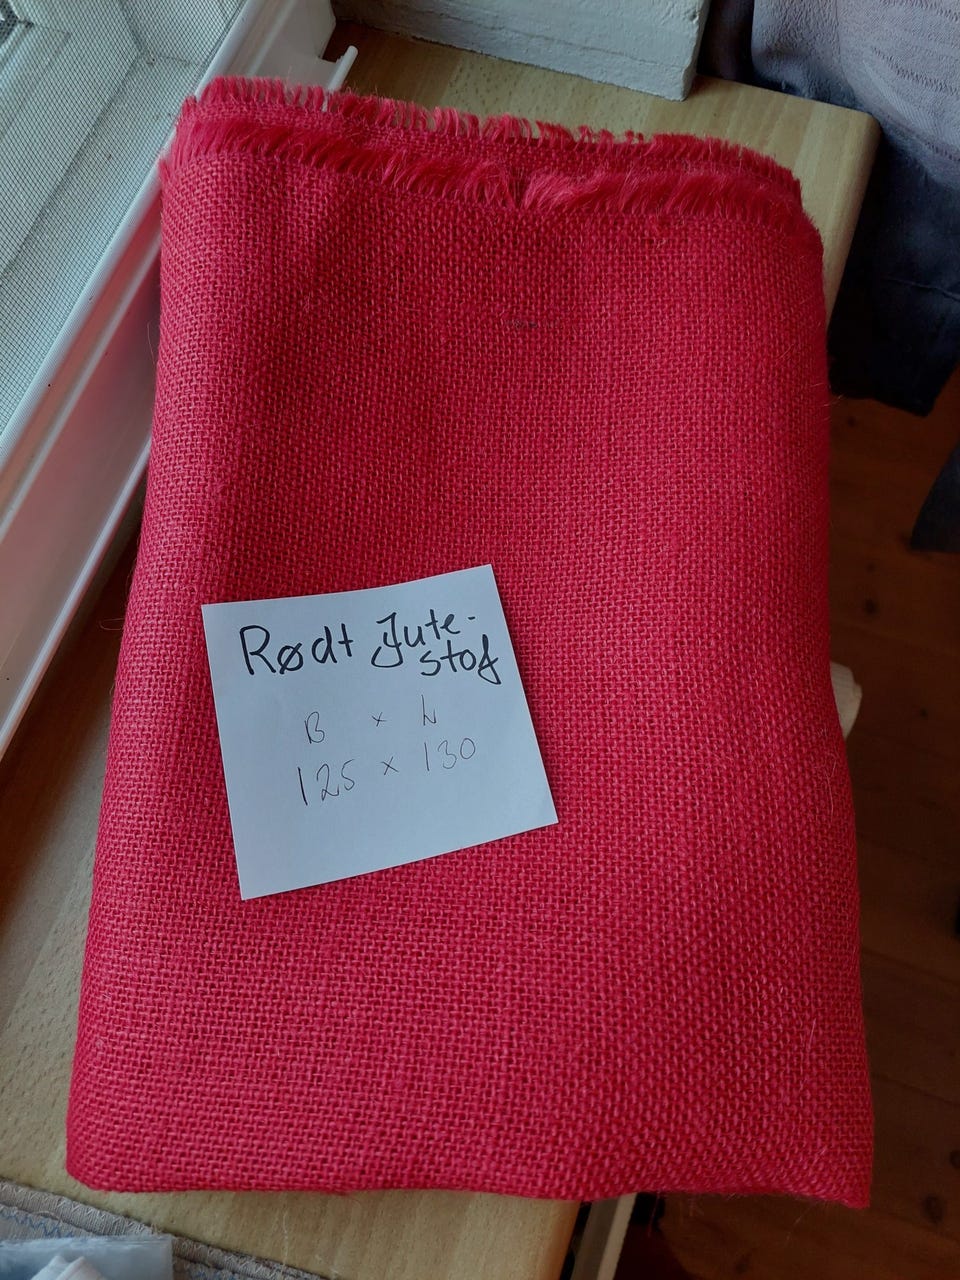 Rødt Jute-
stof
B x L
125 x 130